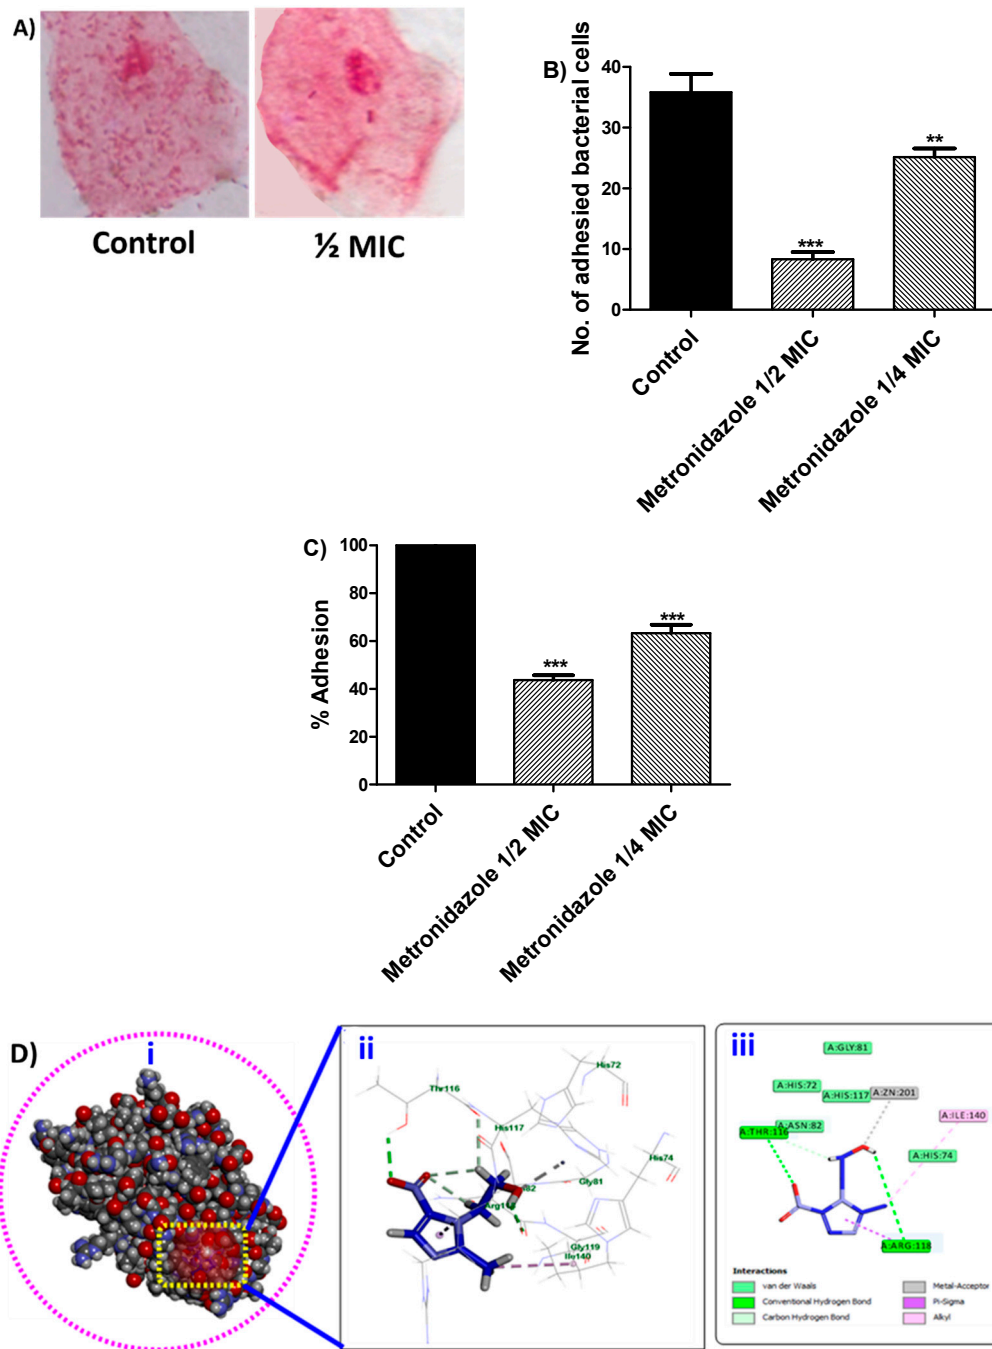 A)
Control
½ MIC
B)
No. of adhesied bacterial cells
40
30
20
10
0
***
**
Control
Metronidazole 1/2 MIC
Metronidazole 1/4 MIC
C)
% Adhesion
100
80
60
40
20
0
***
***
Control
Metronidazole 1/2 MIC
Metronidazole 1/4 MIC
D)
i
ii
Thr116
His72
His117
His74
Gly81
Gly119
Ile140
iii
A:GLY:81
A:HIS:72
A:HIS:117
A:ZN:201
A:ASN:82
A:THR:116
A:ILE:140
A:HIS:74
A:ARG:118
Interactions
van der Waals
Conventional Hydrogen Bond
Carbon Hydrogen Bond
Metal-Acceptor
Pi-Sigma
Alkyl